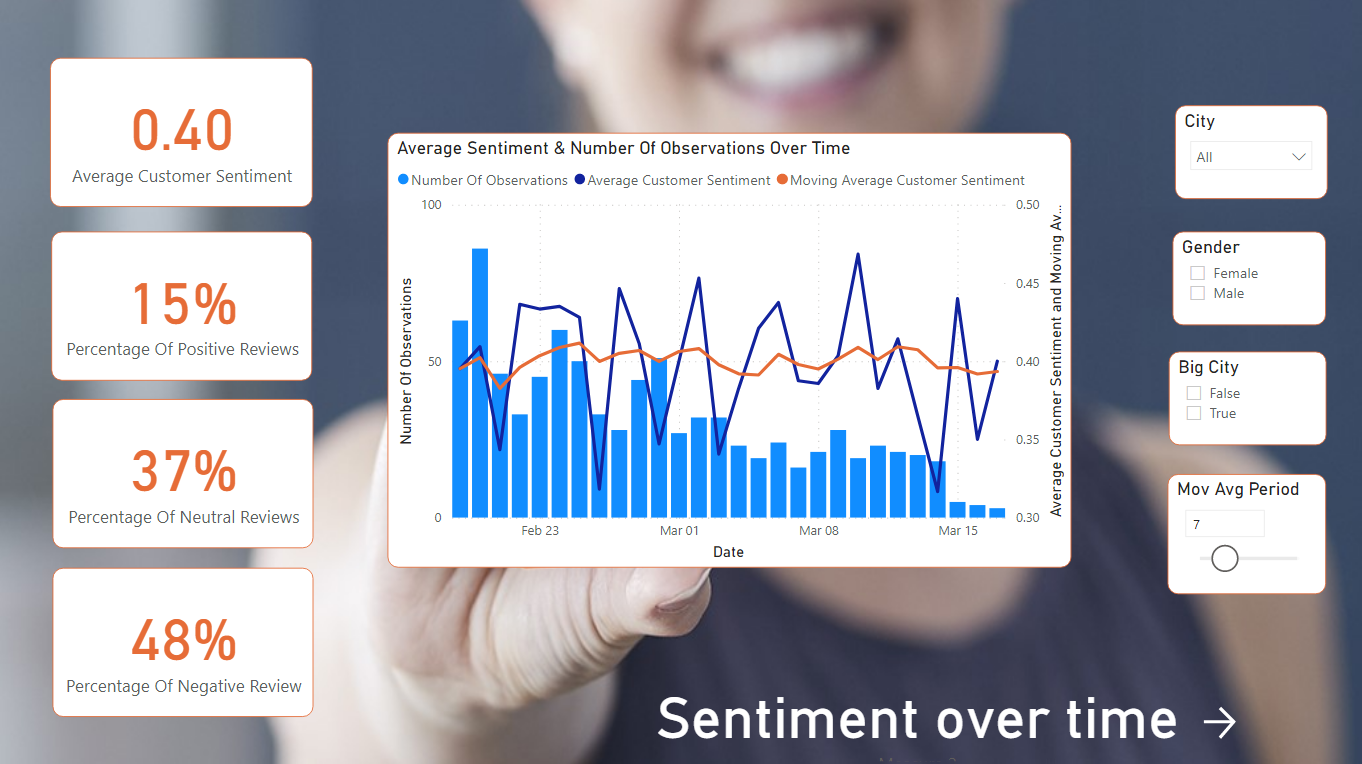 0.40
Average Customer Sentiment
15%
Percentage Of Positive Reviews
37%
Percentage Of Neutral Reviews
48%
Percentage Of Negative Review
Average Sentiment & Number Of Observations Over Time
Number Of Observations Average Customer Sentiment Moving Average Customer Sentiment
Number Of Observations
100
50
0
0.50
0.45
0.40
0.35
0.30
Average Customer Sentiment and Moving Av...
Feb 23 Mar 01 Mar 08 Mar 15
Date
City
All
Gender
Female
Male
Big City
False
True
Mov Avg Period
7
Sentiment over time →